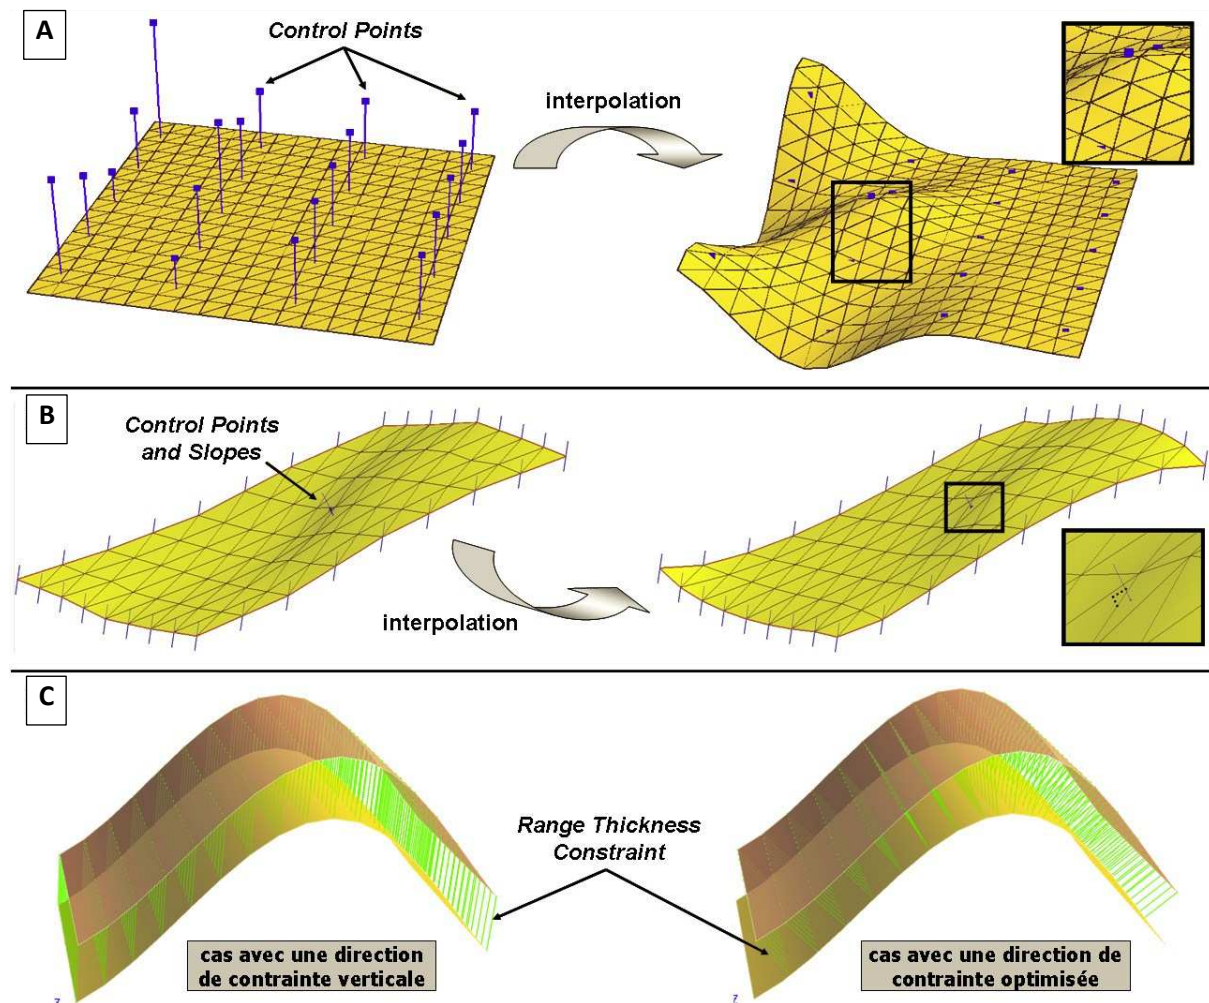 A
Control Points
interpolation
B
Control Points
and Slopes
interpolation
C
Range Thickness
Constraint
cas avec une direction
de contrainte verticale
cas avec une direction de
contrainte optimisée
z
z